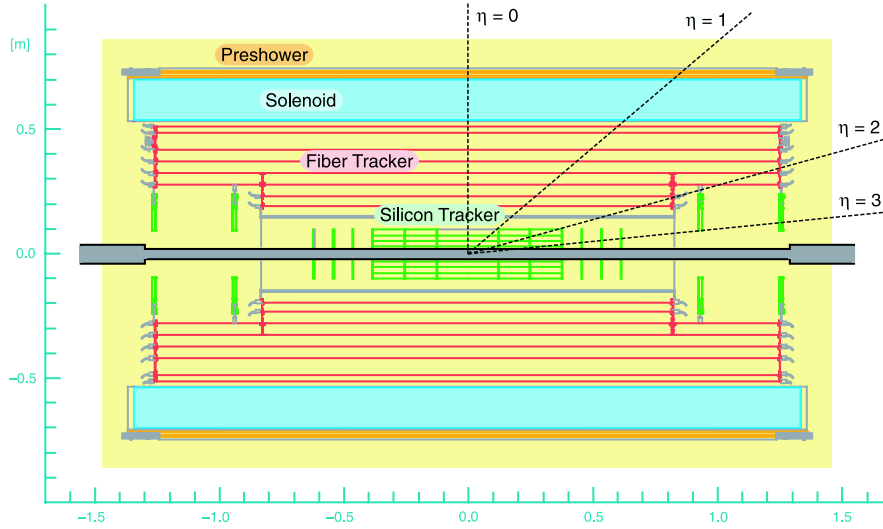 η = 0
η = 1
[m]
Preshower
Solenoid
0.5
η = 2
Fiber Tracker
η = 3
Silicon Tracker
0.0
−0.5
−1.5
−1.0
−0.5
0.0
0.5
1.0
1.5